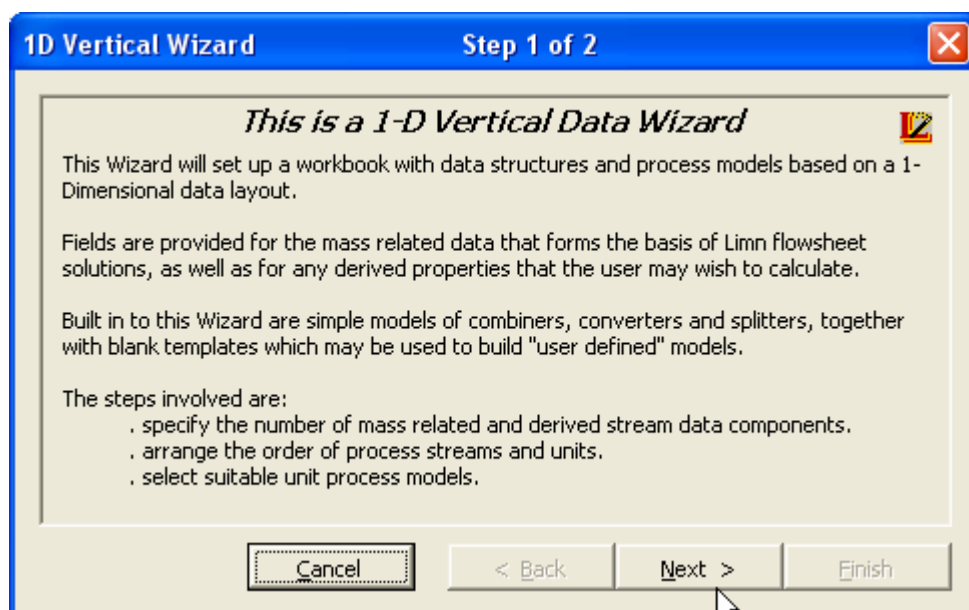 1D Vertical Wizard Step 1 of 2
This is a 1-D Vertical Data Wizard
This Wizard will set up a workbook with data structures and process models based on a 1-
Dimensional data layout.
Fields are provided for the mass related data that forms the basis of Limn flowsheet
solutions, as well as for any derived properties that the user may wish to calculate.
Built in to this Wizard are simple models of combiners, converters and splitters, together
with blank templates which may be used to build "user defined" models.
The steps involved are:
. specify the number of mass related and derived stream data components.
. arrange the order of process streams and units.
. select suitable unit process models.
Cancel < Back Next > Finish